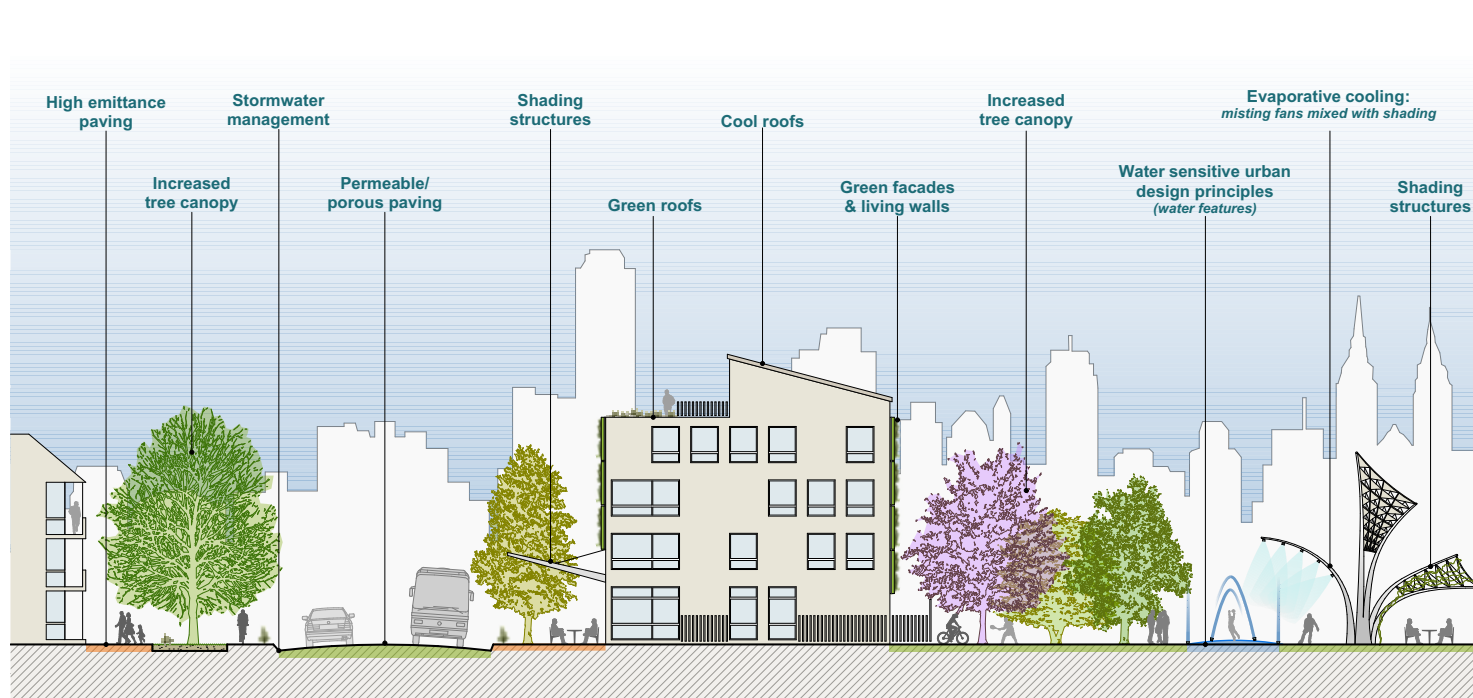 High emittance
paving
Increased
tree canopy
Stormwater
management
Permeable/
porous paving
Shading
structures
Green roofs
Cool roofs
Green facades
& living walls
Increased
tree canopy
Water sensitive urban
design principles
(water features)
Evaporative cooling:
misting fans mixed with shading
Shading
structures